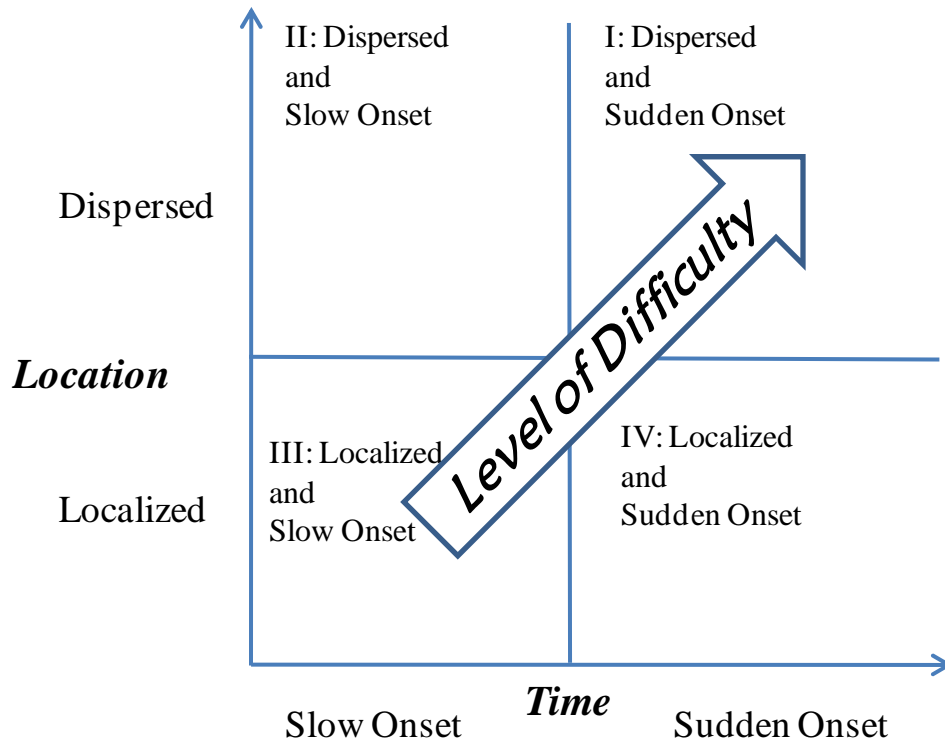 II: Dispersed
and
Slow Onset
I: Dispersed
and
Sudden Onset
Dispersed
Level of Difficulty
Location
III: Localized
and
Slow Onset
IV: Localized
and
Sudden Onset
Localized
Time
Slow Onset
Sudden Onset